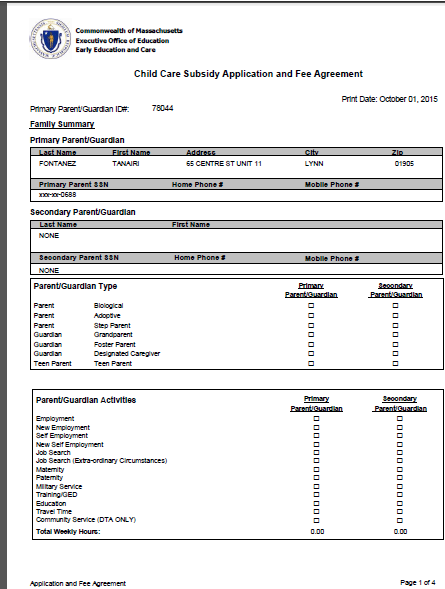 Commonwealth of Massachusetts
Executive Office of Education
Early Education and Care
Child Care Subsidy Application and Fee Agreement
Print Date: October 01, 2015
Primary Parent/Guardian ID#: 78044
Family Summary
Primary Parent/Guardian
Last Name First Name Address City Zip
FONTANEZ TANAIRI 65 CENTRE ST UNIT 11 LYNN 01905
Primary Parent SSN Home Phone # Mobile Phone #
xxx-xx-0688
Secondary Parent/Guardian
Last Name First Name
NONE
Secondary Parent SSN Home Phone # Mobile Phone #
NONE
Parent/Guardian Type Primary Parent/Guardian Secondary Parent/Guardian
Parent Biological ☐ ☐
Parent Adoptive ☐ ☐
Parent Step Parent ☐ ☐
Guardian Grandparent ☐ ☐
Guardian Foster Parent ☐ ☐
Guardian Designated Caregiver ☐ ☐
Teen Parent Teen Parent ☐ ☐
Parent/Guardian Activities Primary Parent/Guardian Secondary Parent/Guardian
Employment ☐ ☐
New Employment ☐ ☐
Self Employment ☐ ☐
New Self Employment ☐ ☐
Job Search ☐ ☐
Job Search (Extra-ordinary Circumstances) ☐ ☐
Maternity ☐ ☐
Paternity ☐ ☐
Military Service ☐ ☐
Training/GED ☐ ☐
Education ☐ ☐
Travel Time ☐ ☐
Community Service (DTA ONLY) ☐ ☐
Total Weekly Hours: 0.00 0.00
Application and Fee Agreement Page 1 of 4